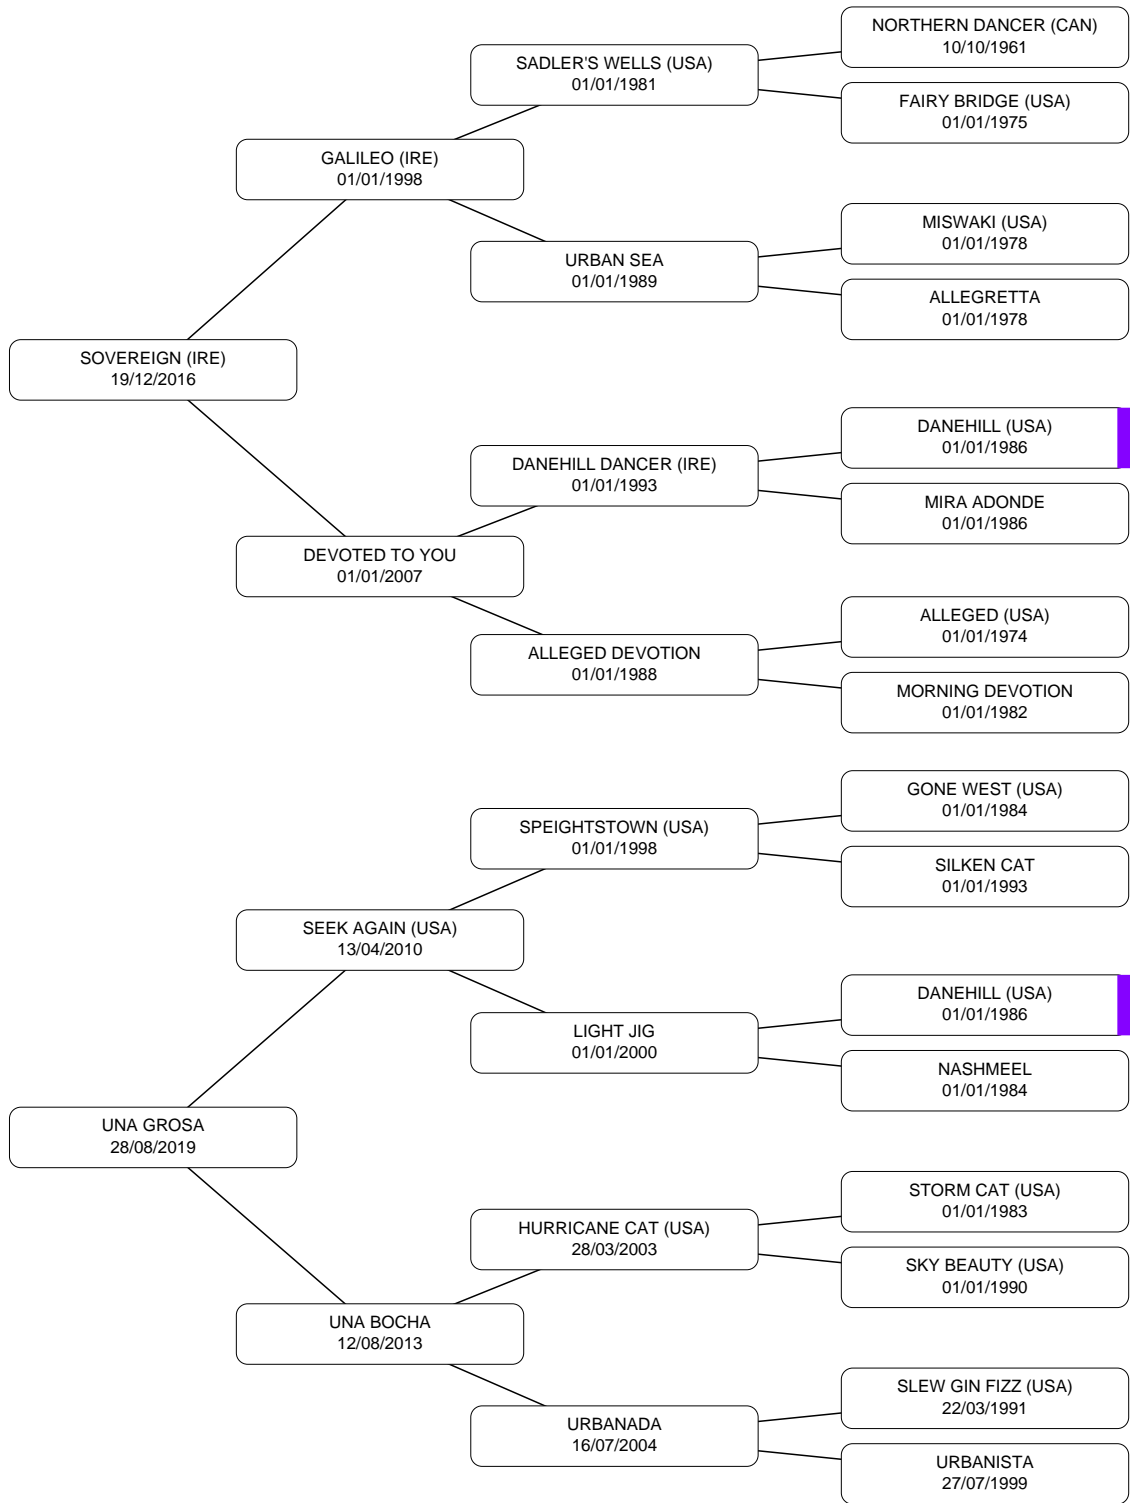 NORTHERN DANCER (CAN)
10/10/1961
SADLER'S WELLS (USA)
01/01/1981
FAIRY BRIDGE (USA)
01/01/1975
GALILEO (IRE)
01/01/1998
MISWAKI (USA)
01/01/1978
URBAN SEA
01/01/1989
ALLEGRETTA
01/01/1978
SOVEREIGN (IRE)
19/12/2016
DANEHILL (USA)
01/01/1986
DANEHILL DANCER (IRE)
01/01/1993
MIRA ADONDE
01/01/1986
DEVOTED TO YOU
01/01/2007
ALLEGED (USA)
01/01/1974
ALLEGED DEVOTION
01/01/1988
MORNING DEVOTION
01/01/1982
GONE WEST (USA)
01/01/1984
SPEIGHTSTOWN (USA)
01/01/1998
SILKEN CAT
01/01/1993
SEEK AGAIN (USA)
13/04/2010
DANEHILL (USA)
01/01/1986
LIGHT JIG
01/01/2000
NASHMEEL
01/01/1984
UNA GROSA
28/08/2019
STORM CAT (USA)
01/01/1983
HURRICANE CAT (USA)
28/03/2003
SKY BEAUTY (USA)
01/01/1990
UNA BOCHA
12/08/2013
SLEW GIN FIZZ (USA)
22/03/1991
URBANADA
16/07/2004
URBANISTA
27/07/1999